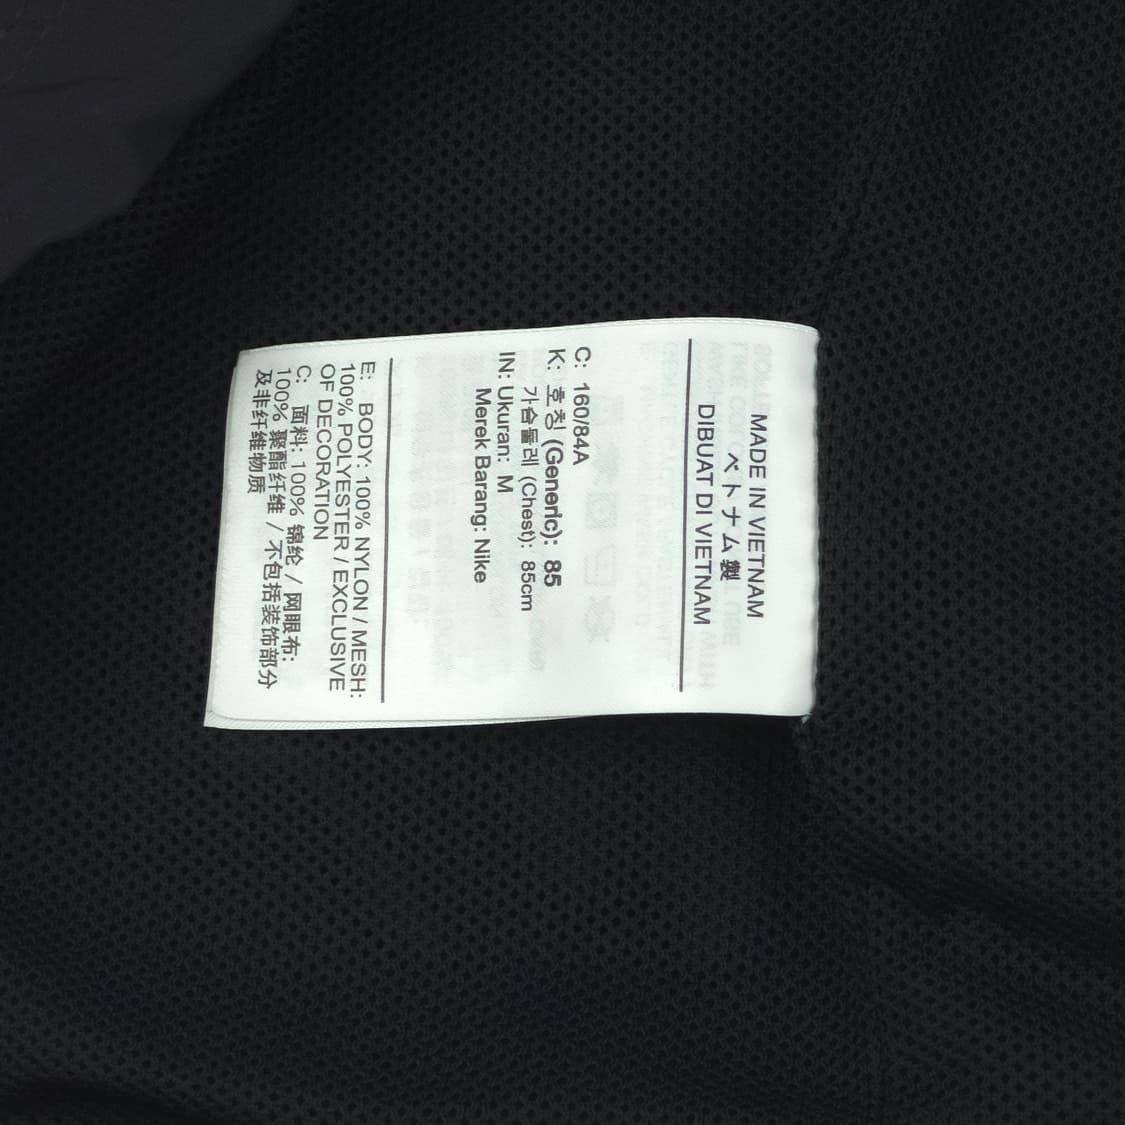 MADE IN VIETNAM
ベトナム製
DIBUAT DI VIETNAM
C: 160/84A
K: 호칭 (Generic): 85
가슴둘레 (Chest): 85cm
IN: Ukuran: M
Merek Barang: Nike
E: BODY: 100% NYLON / MESH:
100% POLYESTER / EXCLUSIVE
OF DECORATION
C: 面料: 100% 锦纶 / 网眼布:
100% 聚酯纤维 / 不包括装饰部分
及非纤维物质